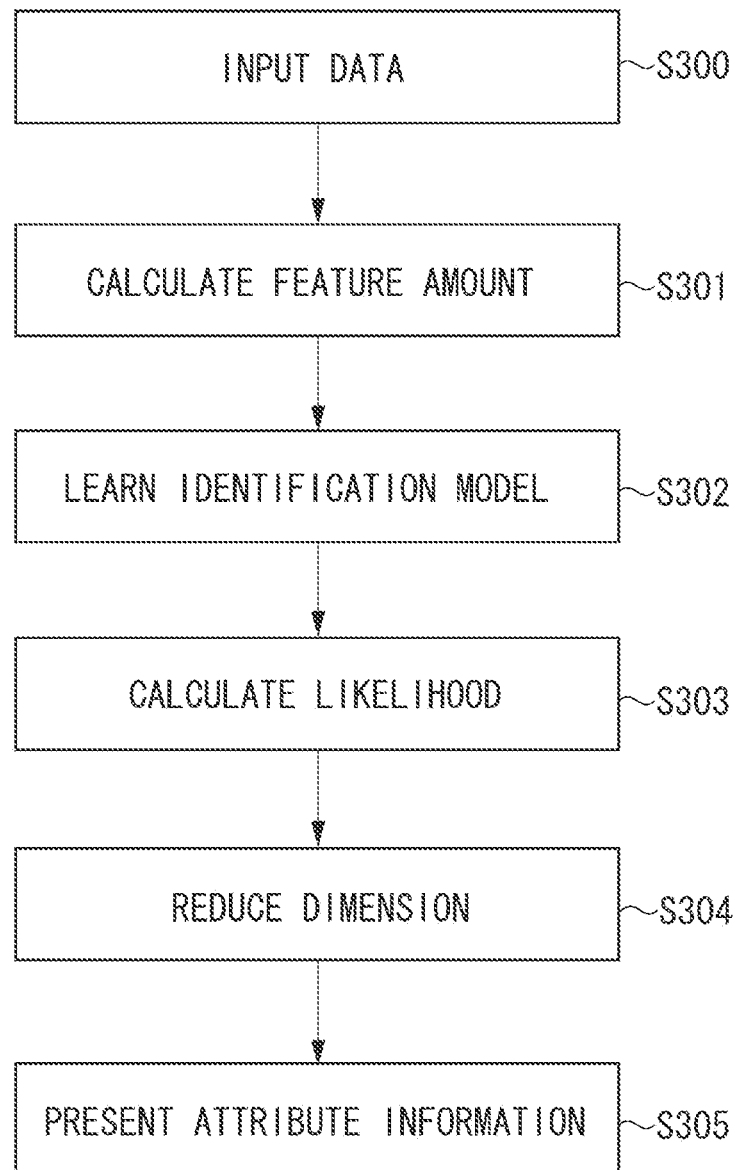 INPUT DATA
S300
CALCULATE FEATURE AMOUNT
S301
LEARN IDENTIFICATION MODEL
S302
CALCULATE LIKELIHOOD
S303
REDUCE DIMENSION
S304
PRESENT ATTRIBUTE INFORMATION
S305